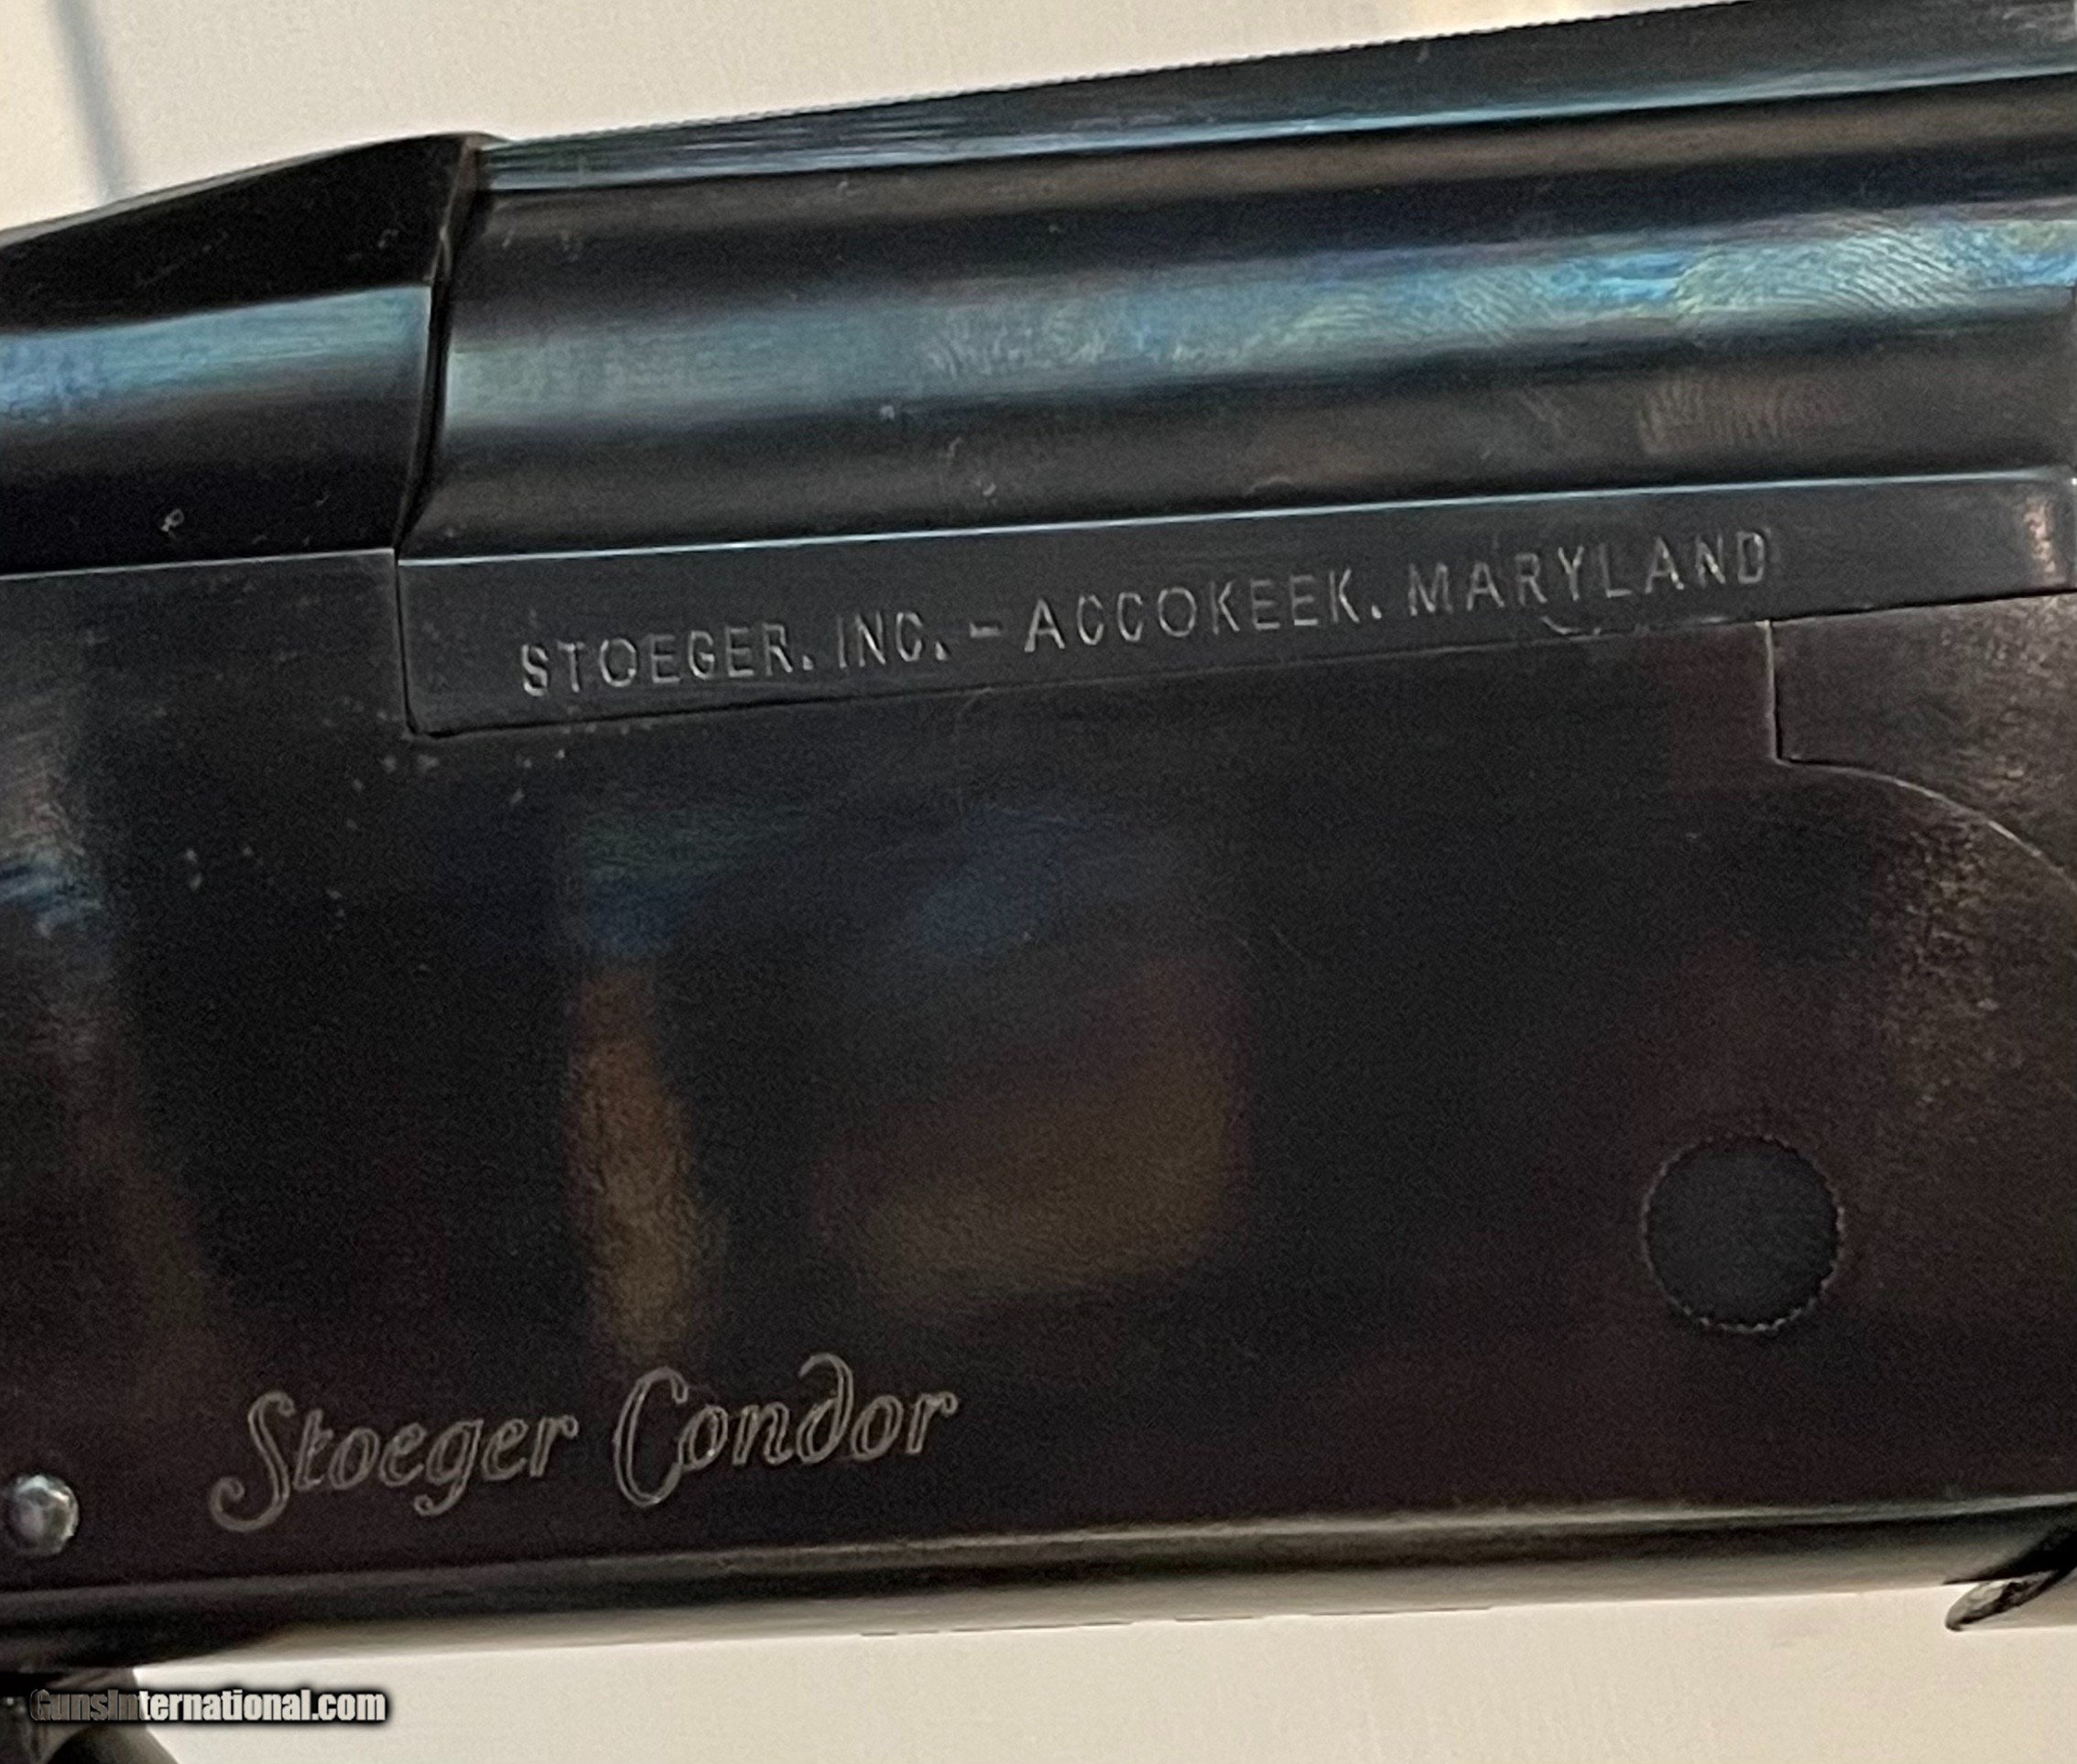 STOEGER. INC. - ACCOKEEK. MARYLAND
Stoeger Condor
GunsInternational.com